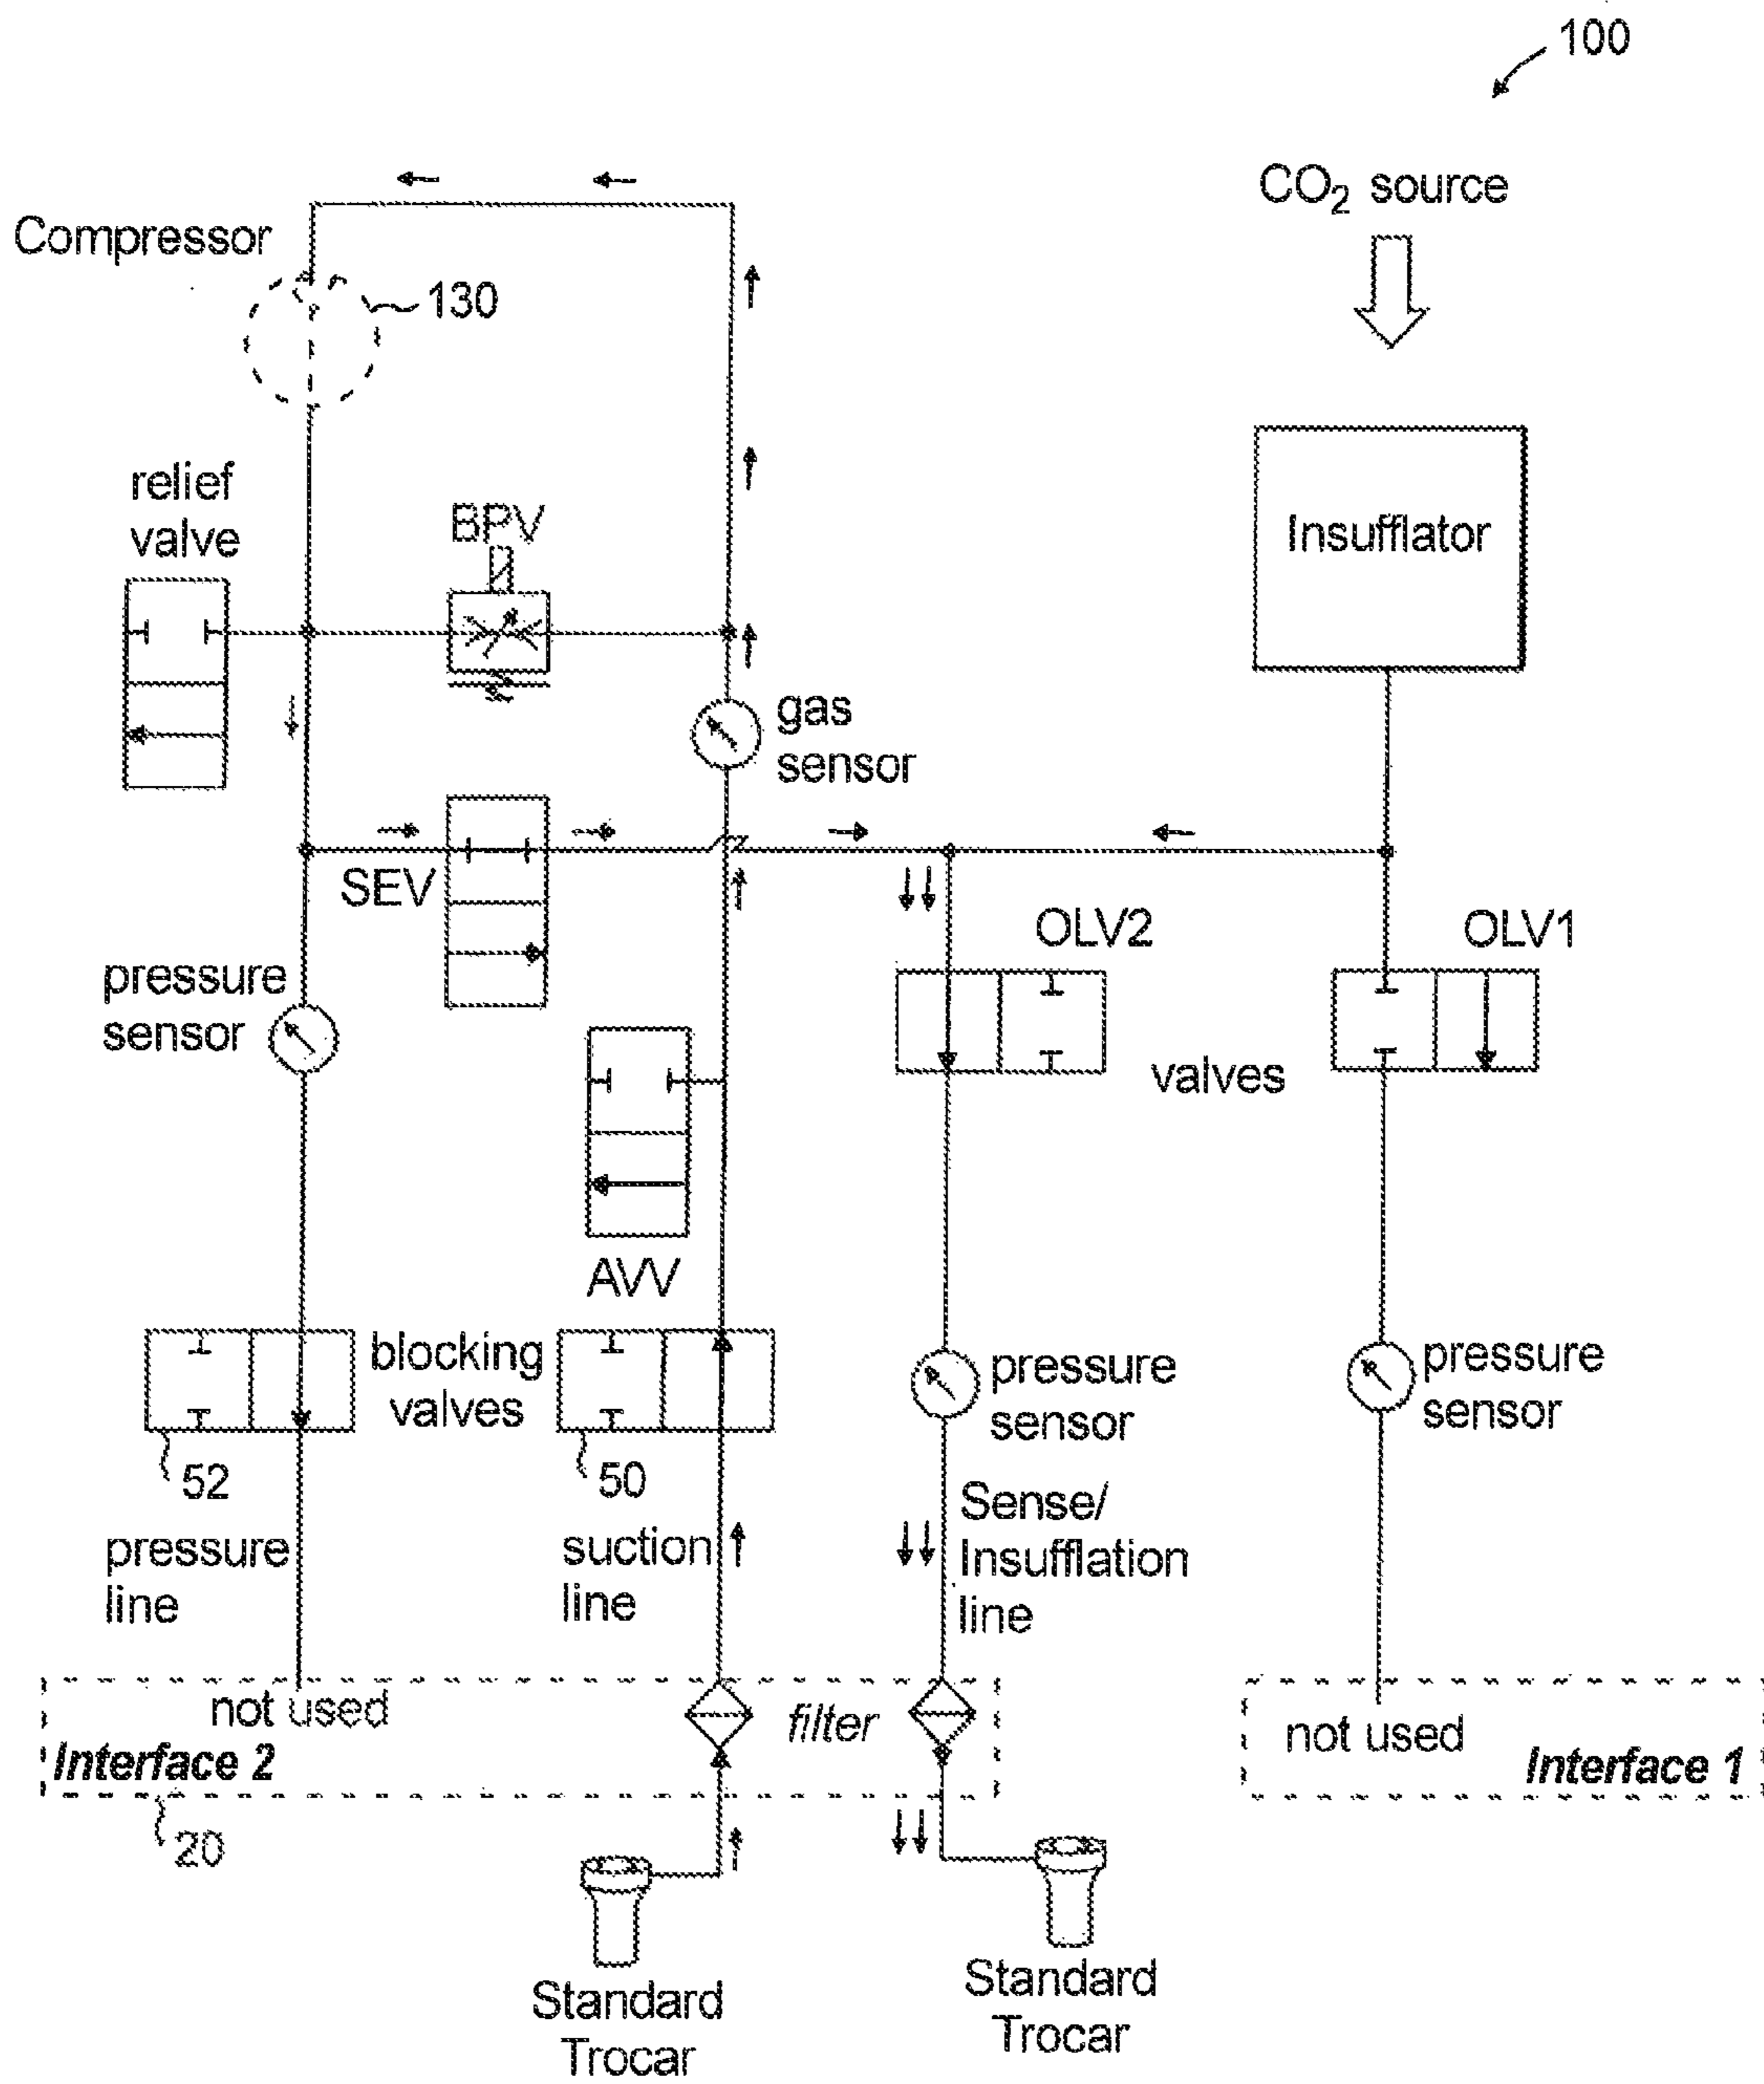 100
CO2 source
Compressor
130
relief
valve
BPV
Insufflator
gas
sensor
SEV
OLV2
OLV1
pressure
sensor
valves
AVV
blocking
valves
pressure
sensor
pressure
sensor
52
50
pressure
line
suction
line
Sense/
Insufflation
line
not used
filter
not used
Interface 2
Interface 1
20
Standard
Trocar
Standard
Trocar